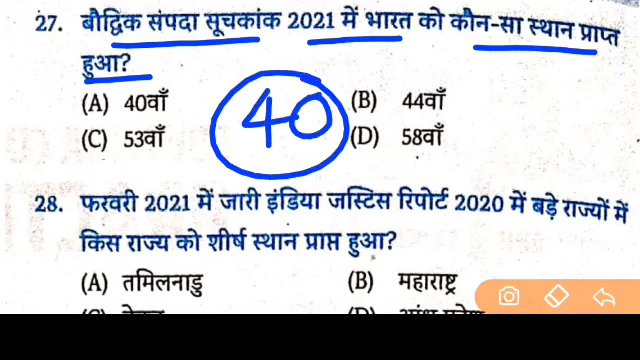 27. बौद्धिक संपदा सूचकांक 2021 में भारत को कौन-सा स्थान प्राप्त
हुआ?
(A) 40वाँ (B) 44वाँ
40
(C) 53वाँ (D) 58वाँ
28. फरवरी 2021 में जारी इंडिया जस्टिस रिपोर्ट 2020 में बड़े राज्यों में
किस राज्य को शीर्ष स्थान प्राप्त हुआ?
(A) तमिलनाडु (B) महाराष्ट्र